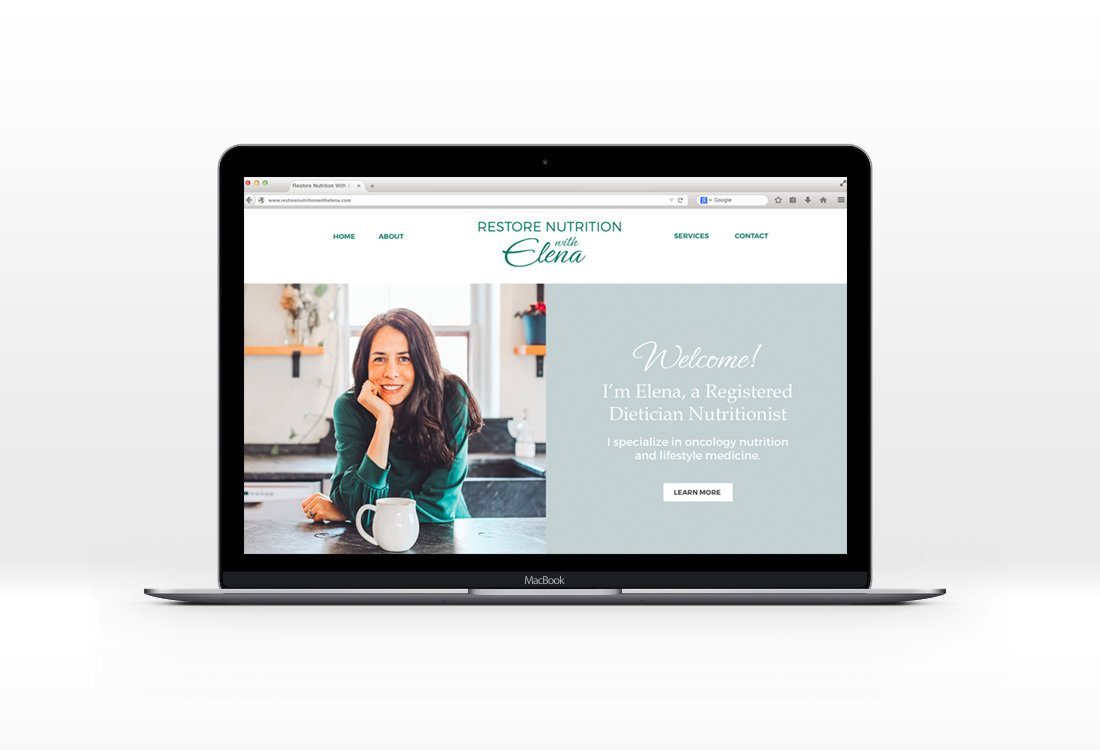 Restore Nutrition With
www.restorenutritionwithelena.com
Google
HOME
ABOUT
RESTORE NUTRITION
with
Elena
SERVICES
CONTACT
Welcome!
I'm Elena, a Registered
Dietician Nutritionist
I specialize in oncology nutrition
and lifestyle medicine.
LEARN MORE
MacBook